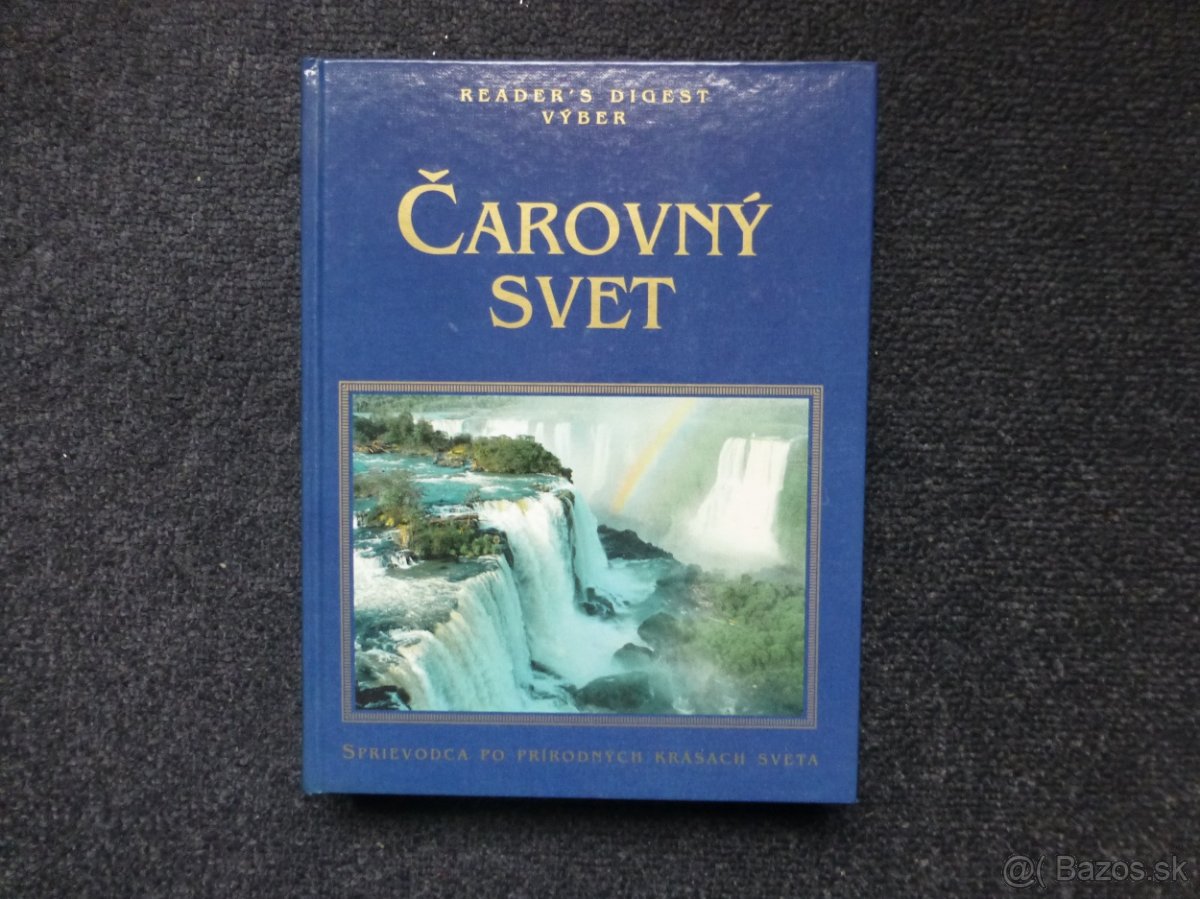 READER'S DIGEST
VÝBER
ČAROVNÝ
SVET
SPRIEVODCA PO PRÍRODNÝCH KRÁSACH SVETA
@( Bazos.sk